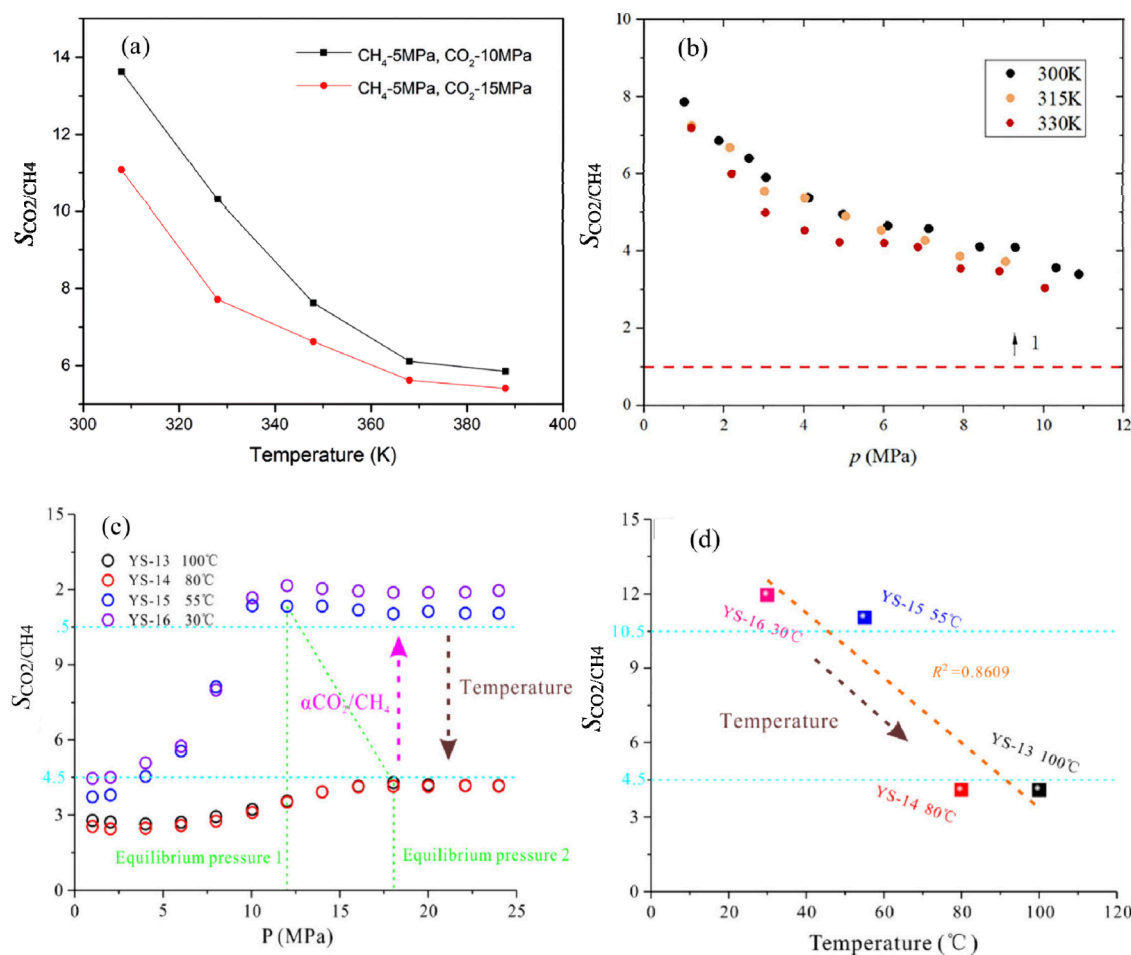 (a)
CH4-5MPa, CO2-10MPa
CH4-5MPa, CO2-15MPa
14
12
10
8
6
SCO2/CH4
300 320 340 360 380 400
Temperature (K)
(b)
300K
315K
330K
10
8
6
4
2
0
SCO2/CH4
1
0 2 4 6 8 10 12
p (MPa)
(c)
YS-13 100℃
YS-14 80℃
YS-15 55℃
YS-16 30℃
15
2
.5
9
6
4.5
3
0
SCO2/CH4
αCO2/CH4
Temperature
Equilibrium pressure 1
Equilibrium pressure 2
0 5 10 15 20 25
P (MPa)
(d)
15
12
10.5
9
6
4.5
3
0
SCO2/CH4
YS-16 30℃
YS-15 55℃
R2=0.8609
Temperature
YS-13 100℃
YS-14 80℃
0 20 40 60 80 100 120
Temperature (℃)